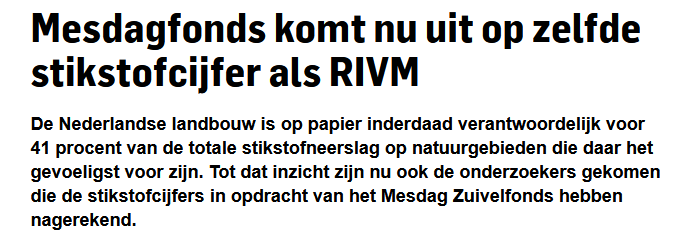 Mesdagfonds komt nu uit op zelfde
stikstofcijfer als RIVM
De Nederlandse landbouw is op papier inderdaad verantwoordelijk voor
41 procent van de totale stikstofneerslag op natuurgebieden die daar het
gevoeligst voor zijn. Tot dat inzicht zijn nu ook de onderzoekers gekomen
die de stikstofcijfers in opdracht van het Mesdag Zuivelfonds hebben
nagerekend.